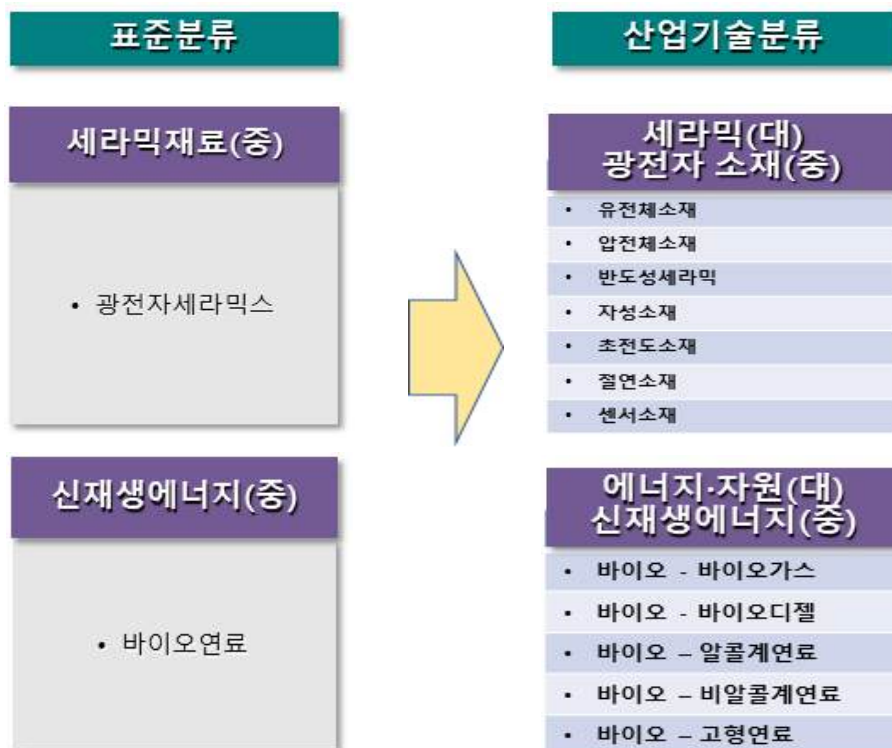 표준분류
산업기술분류
세라믹재료(중)
• 광전자세라믹스
세라믹(대)
광전자 소재(중)
• 유전체소재
• 압전체소재
• 반도성세라믹
• 자성소재
• 초전도소재
• 절연소재
• 센서소재
신재생에너지(중)
• 바이오연료
에너지·자원(대)
신재생에너지(중)
• 바이오 - 바이오가스
• 바이오 - 바이오디젤
• 바이오 – 알콜계연료
• 바이오 – 비알콜계연료
• 바이오 – 고형연료